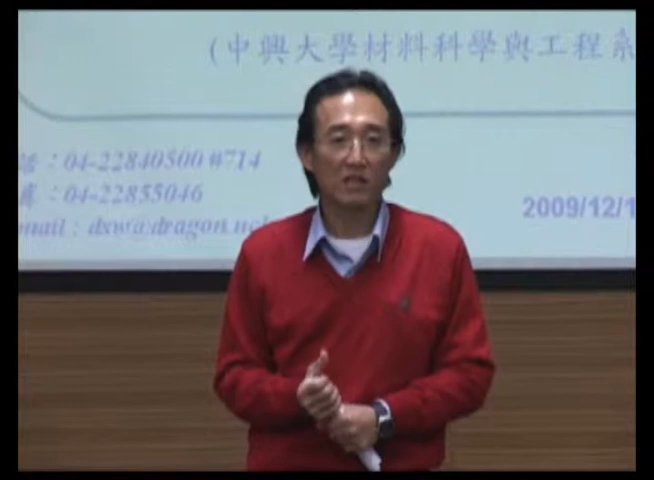 (中興大學材料科學與工程系
話：04-22840500 #714
真：04-22855046
mail : dsw@dragon.nch
2009/12/1